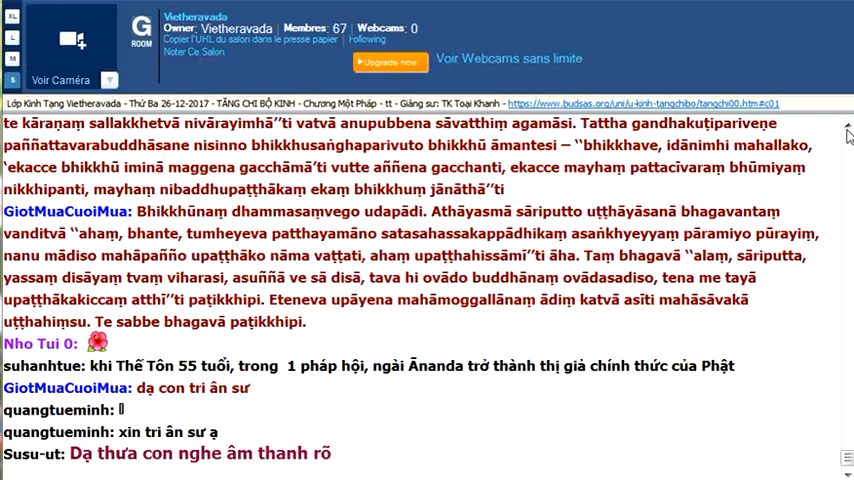 XL
L
M
S
Voir Caméra
G
ROOM
Vietheravada
Owner: Vietheravada Membres: 67 Webcams: 0
Copier l'URL du salon dans le presse papier | Following
Noter Ce Salon
Upgrade now
Voir Webcams sans limite
Lớp Kinh Tạng Vietheravada - Thứ Ba 26-12-2017 - TĂNG CHI BỘ KINH - Chương Một Pháp - tt - Giảng sư: TK Toại Khanh - https://www.budsas.org/uni/u-kinh-tangchibo/tangchi00.htm#c01
te kāraṇaṃ sallakkhetvā nivārayimhā’’ti vatvā anupubbena sāvatthiṃ agamāsi. Tattha gandhakuṭipariveṇe
paññattavarabuddhāsane nisinno bhikkhusaṅghaparivuto bhikkhū āmantesi – ‘‘bhikkhave, idānimhi mahallako,
‘ekacce bhikkhū iminā maggena gacchāmā’ti vutte aññena gacchanti, ekacce mayhaṃ pattacīvaraṃ bhūmiyaṃ
nikkhipanti, mayhaṃ nibaddhupaṭṭhākaṃ ekaṃ bhikkhuṃ jānāthā’’ti
GiotMuaCuoiMua: Bhikkhūnaṃ dhammasaṃvego udapādi. Athāyasmā sāriputto uṭṭhāyāsanā bhagavantaṃ
vanditvā ‘‘ahaṃ, bhante, tumheyeva patthayamāno satasahassakappādhikaṃ asaṅkhyeyyaṃ pāramiyo pūrayiṃ,
nanu mādiso mahāpañño upaṭṭhāko nāma vaṭṭati, ahaṃ upaṭṭhahissāmī’’ti āha. Taṃ bhagavā ‘‘alaṃ, sāriputta,
yassaṃ disāyaṃ tvaṃ viharasi, asuññā ve sā disā, tava hi ovādo buddhānaṃ ovādasadiso, tena me tayā
upaṭṭhākakiccaṃ atthī’’ti paṭikkhipi. Eteneva upāyena mahāmoggallānaṃ ādiṃ katvā asīti mahāsāvakā
uṭṭhahiṃsu. Te sabbe bhagavā paṭikkhipi.
Nho Tui 0:
suhanhtue: khi Thế Tôn 55 tuổi, trong 1 pháp hội, ngài Ānanda trở thành thị giả chính thức của Phật
GiotMuaCuoiMua: dạ con tri ân sư
quangtueminh:
quangtueminh: xin tri ân sư ạ
Susu-ut: Dạ thưa con nghe âm thanh rõ